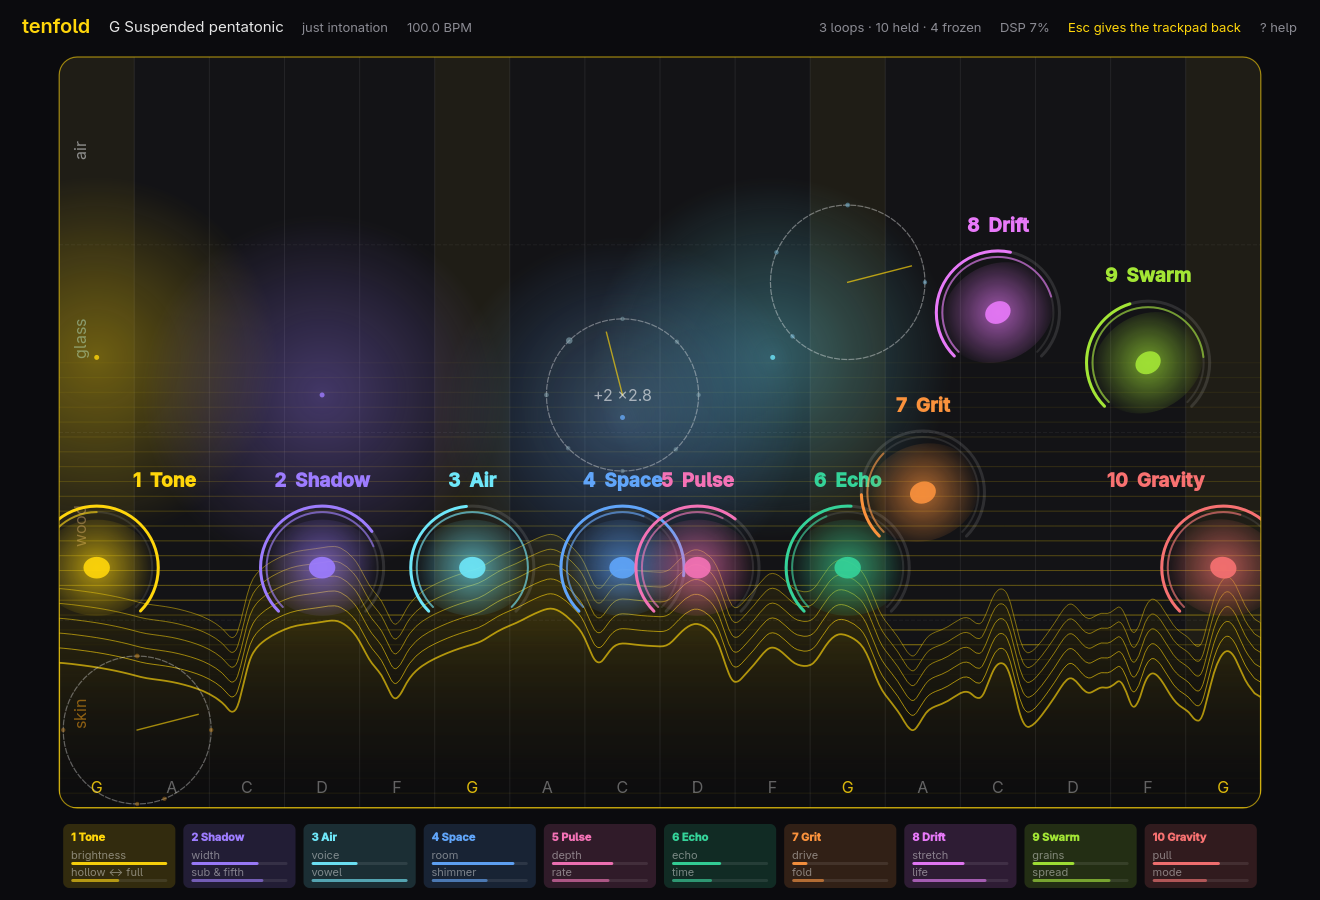 tenfold G Suspended pentatonic just intonation 100.0 BPM 3 loops · 10 held · 4 frozen DSP 7% Esc gives the trackpad back ? help
air
8 Drift
9 Swarm
glass
+2 ×2.8
7 Grit
1 Tone 2 Shadow 3 Air 4 Space 5 Pulse 6 Echo 10 Gravity
wood
skin
G A C D F G A C D F G A C D F G
1 Tone 2 Shadow 3 Air 4 Space 5 Pulse 6 Echo 7 Grit 8 Drift 9 Swarm 10 Gravity
brightness width voice room depth echo drive stretch grains pull
hollow ↔ full sub & fifth vowel shimmer rate time fold life spread mode